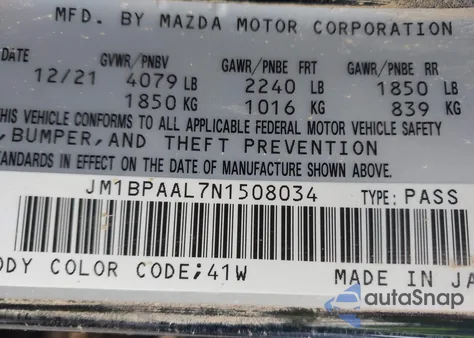 MFD. BY MAZDA MOTOR CORPORATION
DATE GVWR/PNBV GAWR/PNBE FRT GAWR/PNBE RR
12/21 4079 LB 2240 LB 1850 LB
1850 KG 1016 KG 839 KG
THIS VEHICLE CONFORMS TO ALL APPLICABLE FEDERAL MOTOR VEHICLE SAFETY
,BUMPER,AND THEFT PREVENTION
STANDARDS IN EFFECT ON THE DATE OF MANUFACTURE SHOWN ABOVE.
JM1BPAAL7N1508034 TYPE: PASS
ODY COLOR CODE;41W MADE IN JA
autaSnap